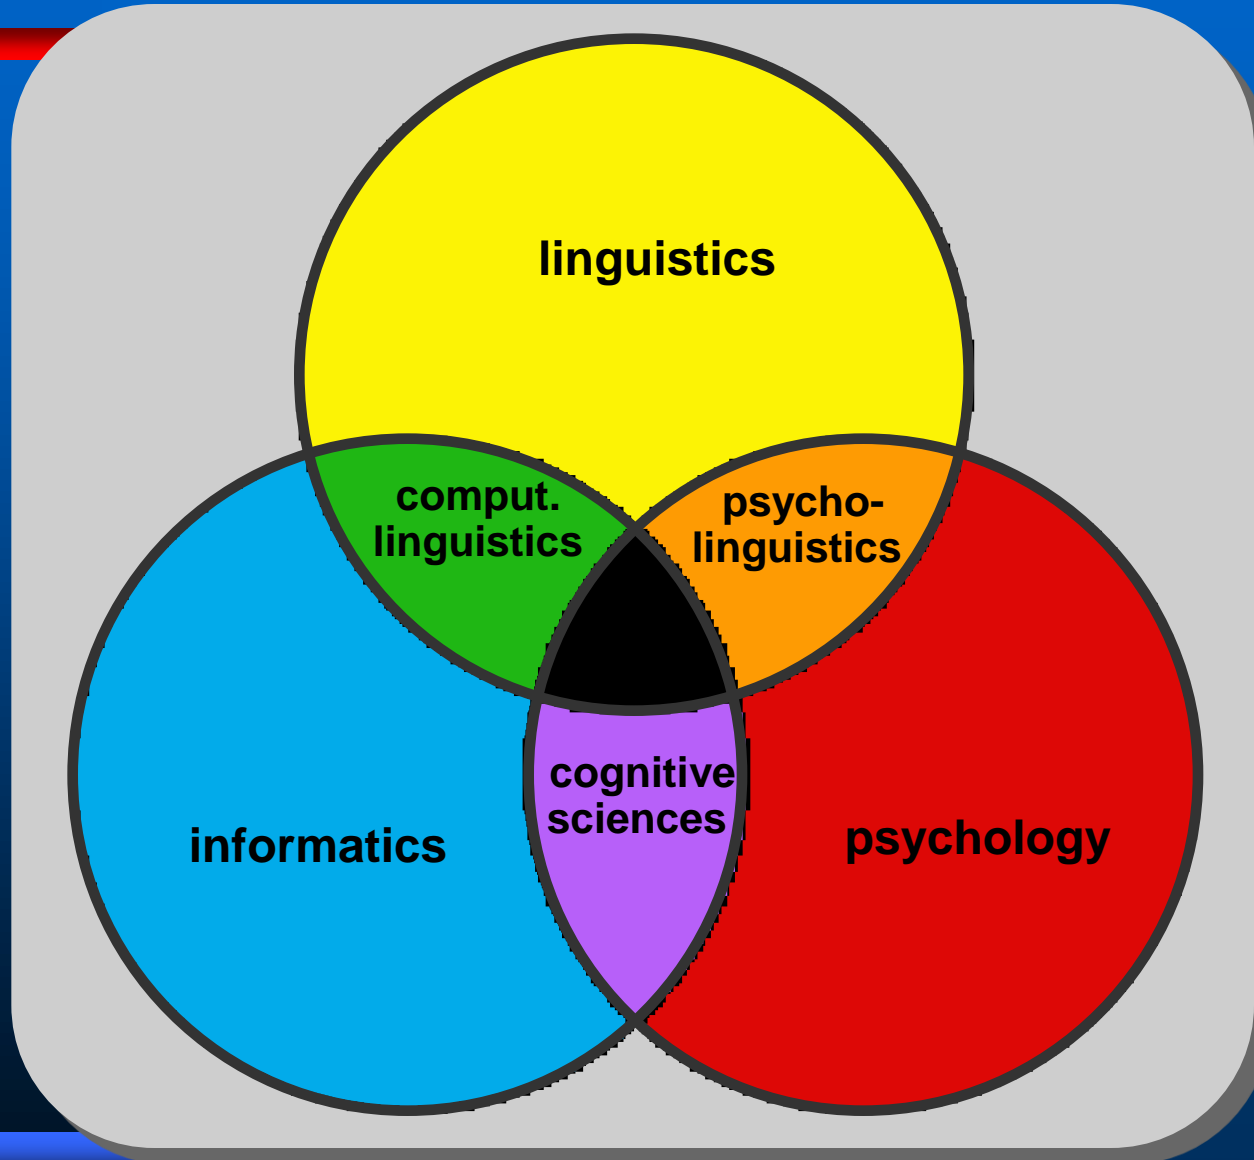 linguistics
comput.
linguistics
psycho-
linguistics
cognitive
sciences
informatics
psychology